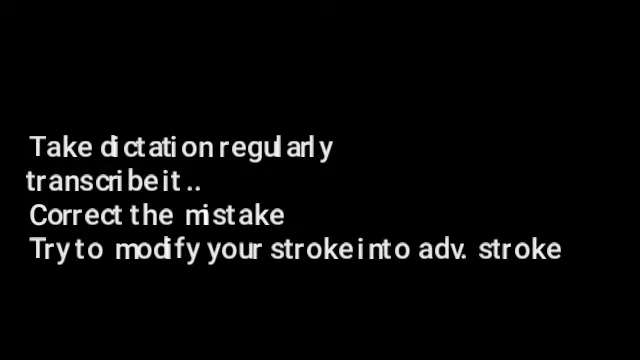 Take dictation regularly
transcribe it ..
Correct the mistake
Try to modify your stroke into adv. stroke